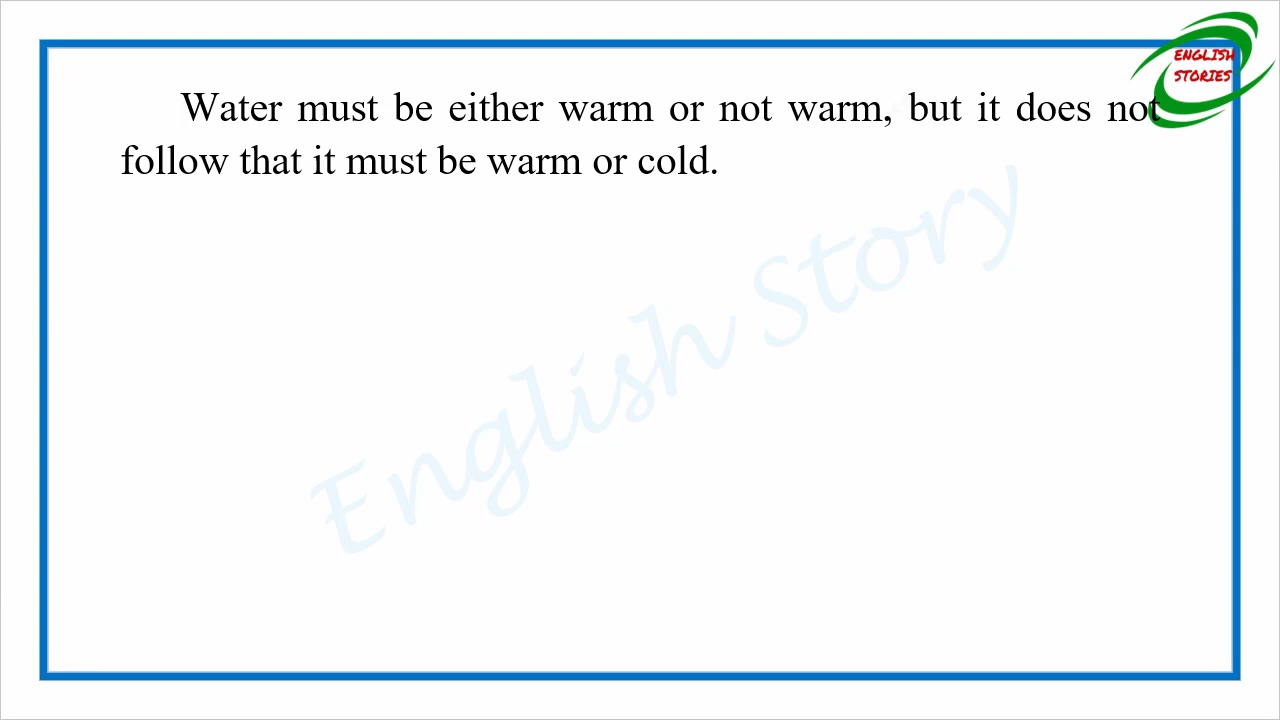 ENGLISH
STORIES
Water must be either warm or not warm, but it does not
follow that it must be warm or cold.
English Story